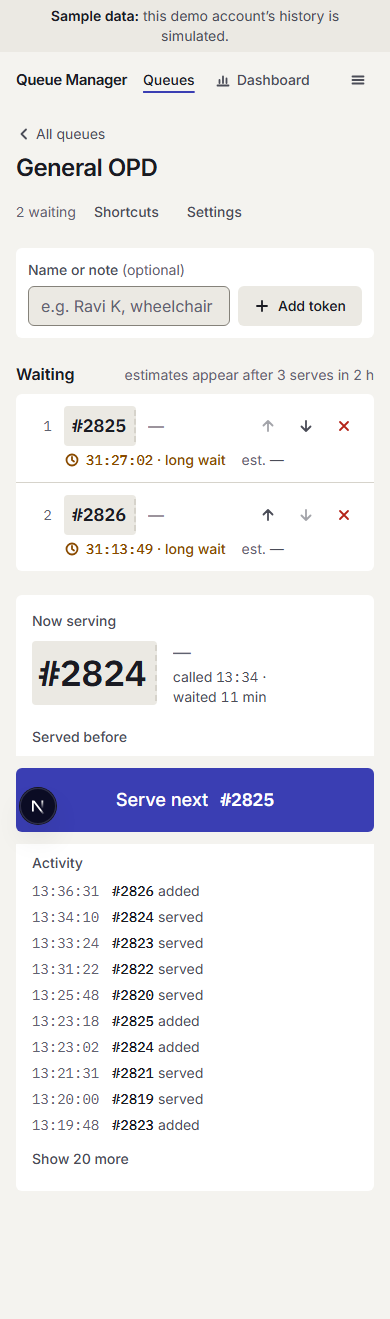 Sample data: this demo account's history is
simulated.
Queue Manager Queues Dashboard
All queues
General OPD
2 waiting Shortcuts Settings
Name or note (optional)
e.g. Ravi K, wheelchair + Add token
Waiting estimates appear after 3 serves in 2 h
1 #2825 —
31:27:02 · long wait est. —
2 #2826 —
31:13:49 · long wait est. —
Now serving
#2824 —
called 13:34 ·
waited 11 min
Served before
Serve next #2825
N
Activity
13:36:31 #2826 added
13:34:10 #2824 served
13:33:24 #2823 served
13:31:22 #2822 served
13:25:48 #2820 served
13:23:18 #2825 added
13:23:02 #2824 added
13:21:31 #2821 served
13:20:00 #2819 served
13:19:48 #2823 added
Show 20 more